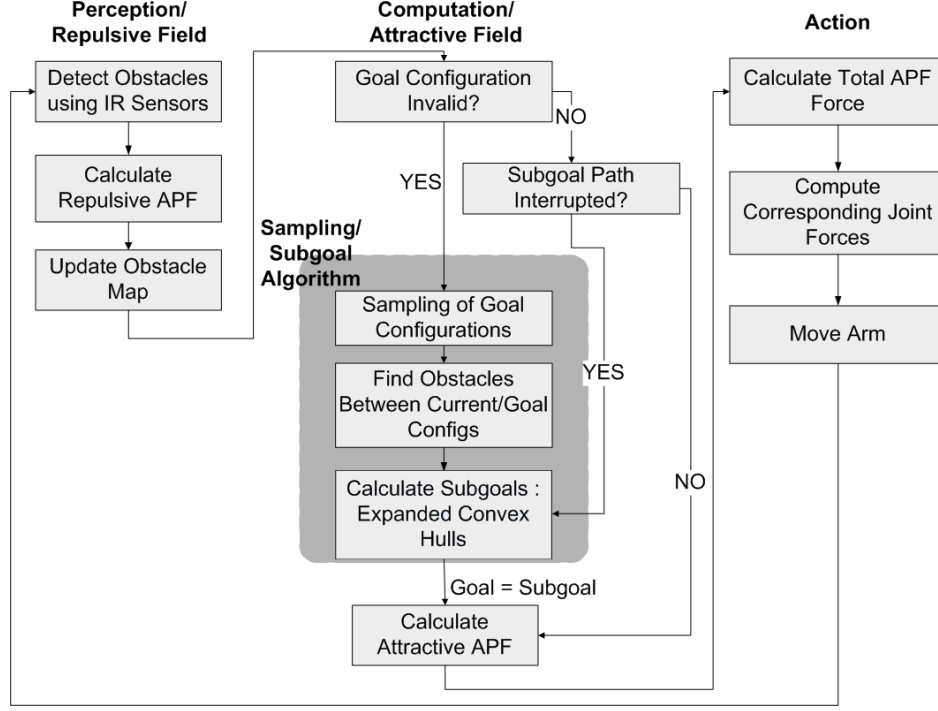 Perception/
Repulsive Field
Detect Obstacles
using IR Sensors
Calculate
Repulsive APF
Update Obstacle
Map
Computation/
Attractive Field
Goal Configuration
Invalid?
NO
YES
Subgoal Path
Interrupted?
Sampling/
Subgoal
Algorithm
Sampling of Goal
Configurations
Find Obstacles
Between Current/Goal
Configs
YES
Calculate Subgoals :
Expanded Convex
Hulls
NO
Goal = Subgoal
Calculate
Attractive APF
Action
Calculate Total APF
Force
Compute
Corresponding Joint
Forces
Move Arm